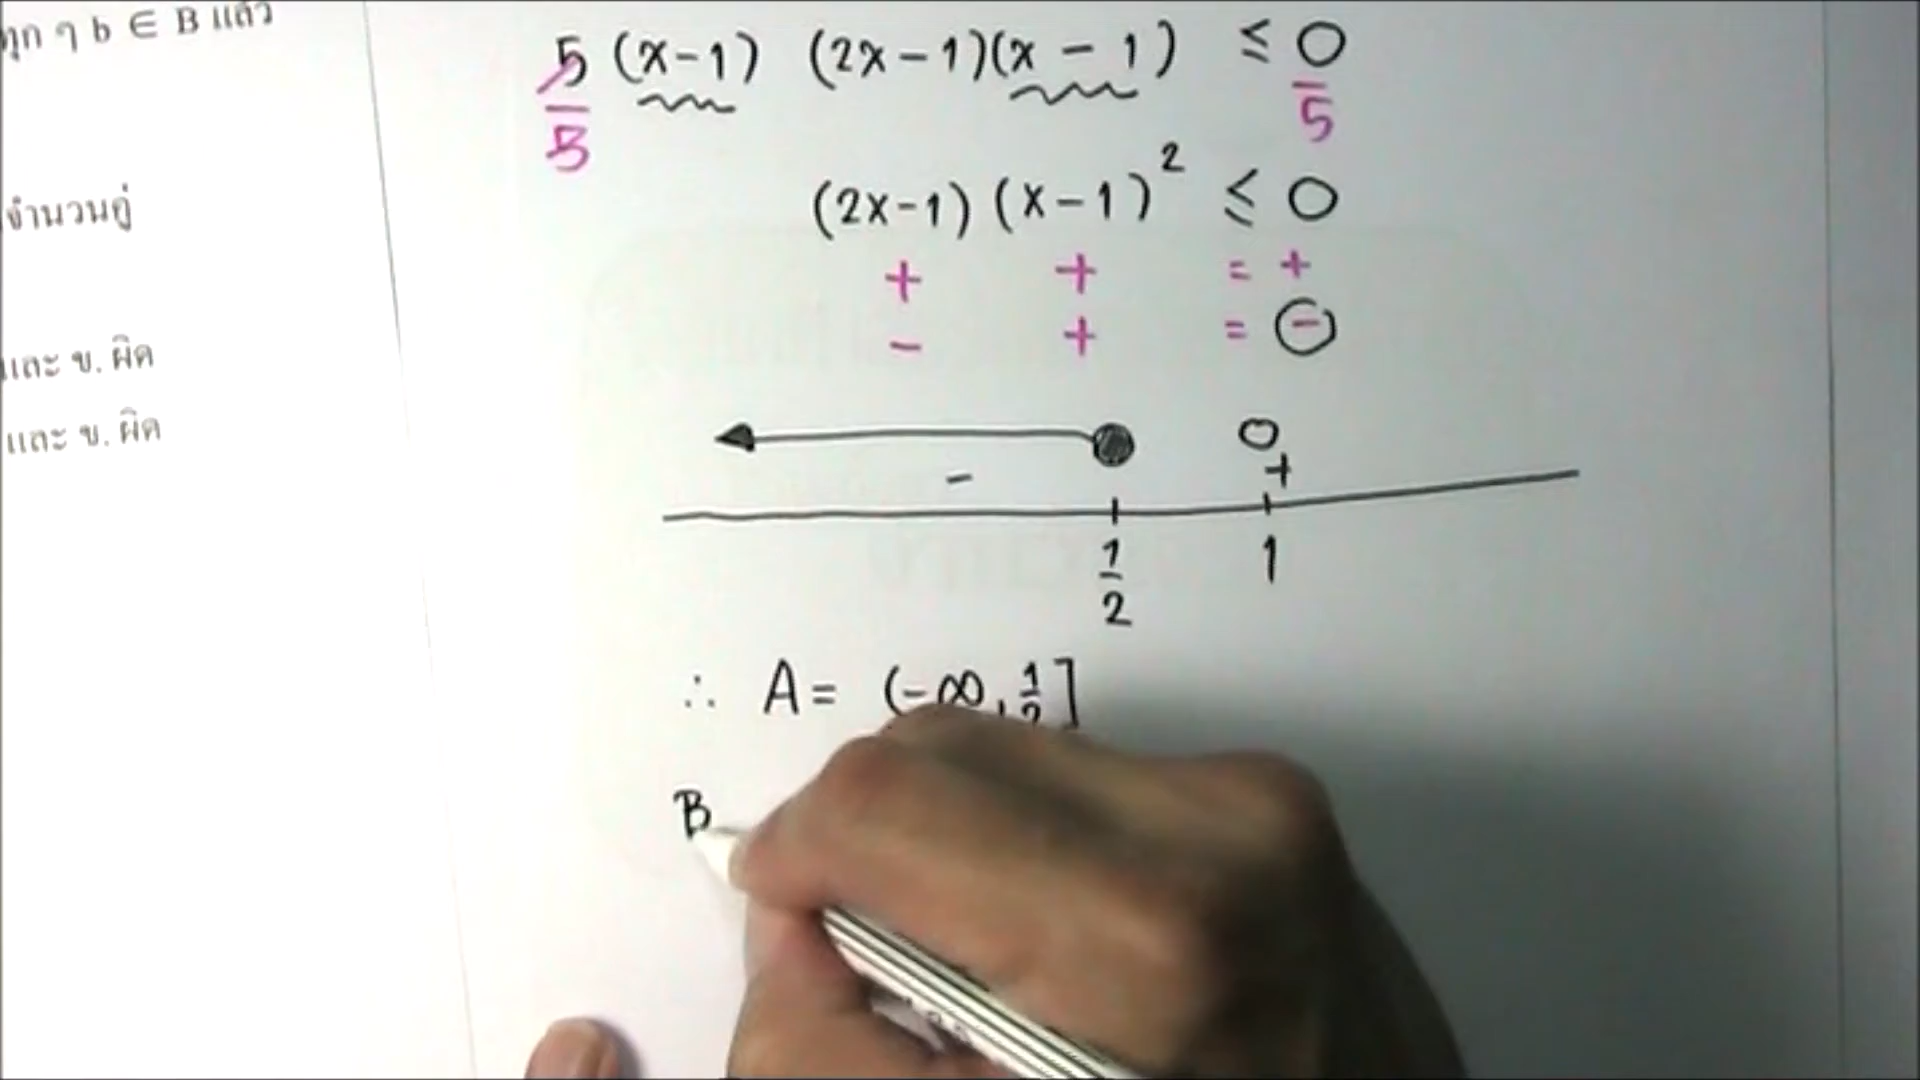 ทุก ๆ b ∈ B แล้ว
จำนวนคู่
และ ข. ผิด
และ ข. ผิด
5 (x-1) (2x-1)(x-1) ≤ 0
5 5
(2x-1) (x-1)² ≤ 0
+ + = +
- + = -
- 0 +
1/2 1
∴ A = (-∞, 1/2]
B